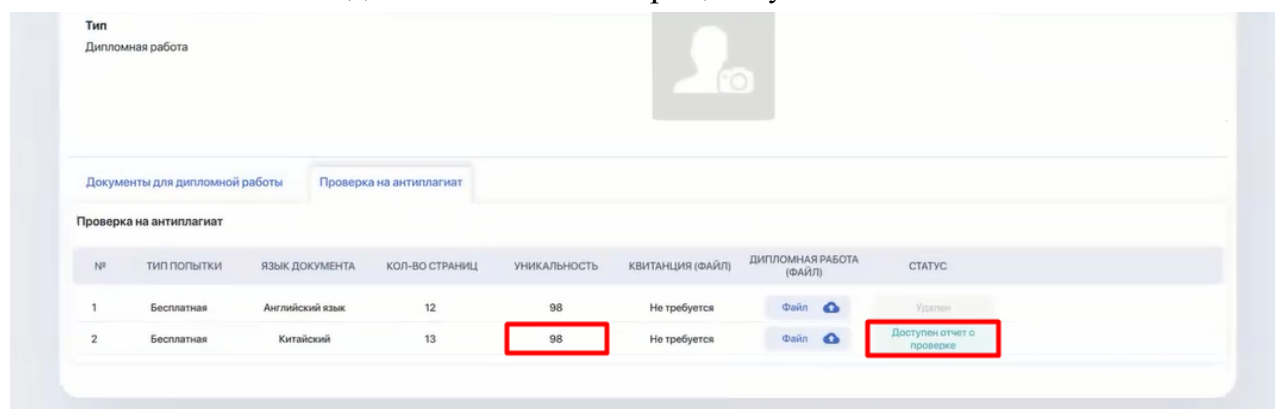 Тип
Дипломная работа
Документы для дипломной работы Проверка на антиплагиат
Проверка на антиплагиат
№ ТИП ПОПЫТКИ ЯЗЫК ДОКУМЕНТА КОЛ-ВО СТРАНИЦ УНИКАЛЬНОСТЬ КВИТАНЦИЯ (ФАЙЛ) ДИПЛОМНАЯ РАБОТА (ФАЙЛ) СТАТУС
1 Бесплатная Английский язык 12 98 Не требуется Файл Удален
2 Бесплатная Китайский 13 98 Не требуется Файл Доступен отчет о
проверке